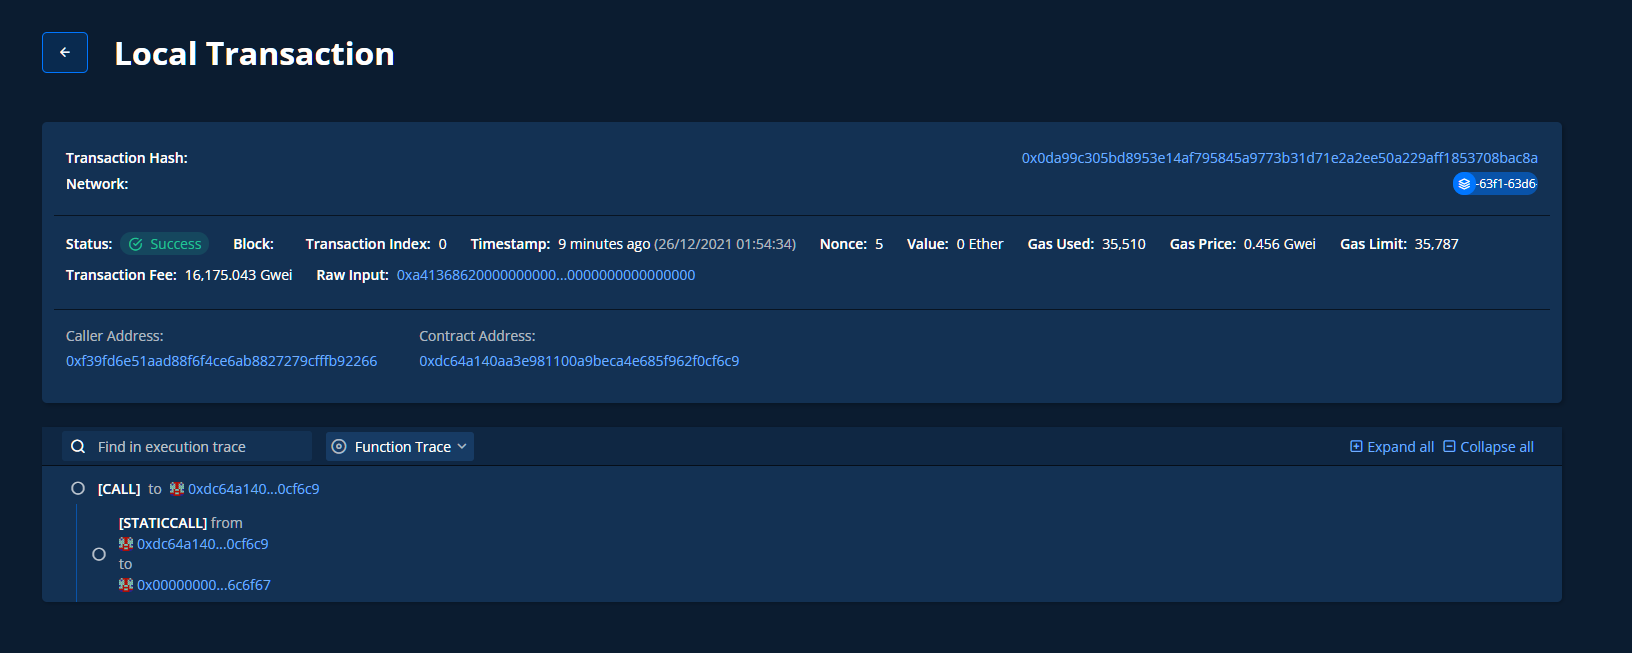 Local Transaction
Transaction Hash: 0x0da99c305bd8953e14af795845a9773b31d71e2a2ee50a229aff1853708bac8a
Network: -63f1-63d6
Status: Success Block: Transaction Index: 0 Timestamp: 9 minutes ago (26/12/2021 01:54:34) Nonce: 5 Value: 0 Ether Gas Used: 35,510 Gas Price: 0.456 Gwei Gas Limit: 35,787
Transaction Fee: 16,175.043 Gwei Raw Input: 0xa41368620000000000...0000000000000000
Caller Address: Contract Address:
0xf39fd6e51aad88f6f4ce6ab8827279cfffb92266 0xdc64a140aa3e981100a9beca4e685f962f0cf6c9
Find in execution trace Function Trace Expand all Collapse all
[CALL] to 0xdc64a140...0cf6c9
[STATICCALL] from
0xdc64a140...0cf6c9
to
0x00000000...6c6f67